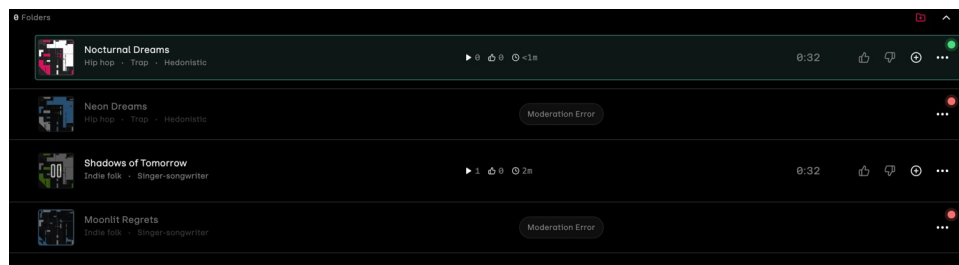 0 Folders
Nocturnal Dreams
Hip hop · Trap · Hedonistic
0 0 <1m
0:32
Neon Dreams
Hip hop · Trap · Hedonistic
Moderation Error
Shadows of Tomorrow
Indie folk · Singer-songwriter
1 0 2m
0:32
Moonlit Regrets
Indie folk · Singer-songwriter
Moderation Error